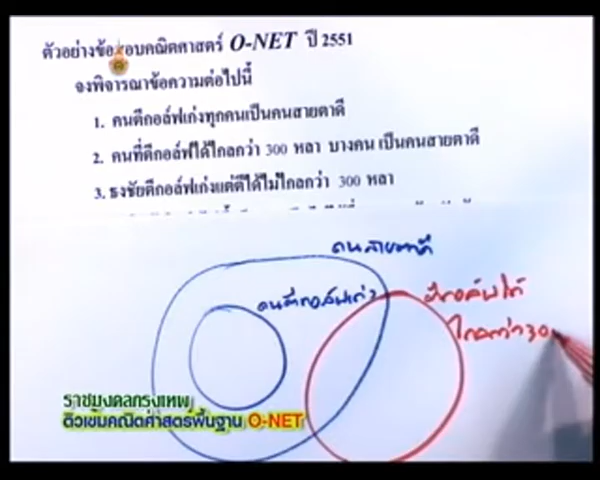 ตัวอย่างข้อสอบคณิตศาสตร์ O-NET ปี 2551
จงพิจารณาข้อความต่อไปนี้
1. คนตีกอล์ฟเก่งทุกคนเป็นคนสายตาดี
2. คนที่ตีกอล์ฟได้ไกลกว่า 300 หลา บางคน เป็นคนสายตาดี
3. ธงชัยตีกอล์ฟเก่งแต่ตีได้ไม่ไกลกว่า 300 หลา
คนสายตาดี
คนตีกอล์ฟเก่ง
ตีกอล์ฟได้
ไกลกว่า 30
ราชมงคลกรุงเทพ
ติวเข้มคณิตศาสตร์พื้นฐาน O-NET